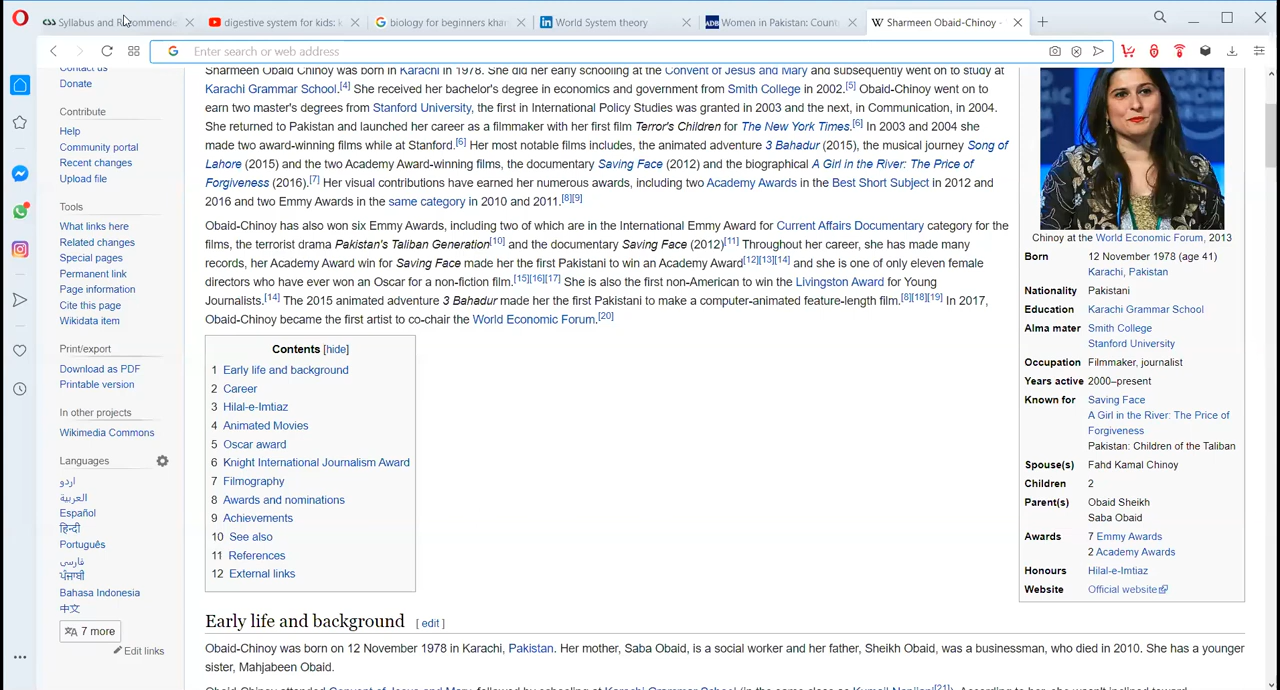 Syllabus and Recommende
digestive system for kids: k
biology for beginners khan
World System theory
Women in Pakistan: Count
Sharmeen Obaid-Chinoy -
Enter search or web address
Contact us
Donate
Contribute
Help
Community portal
Recent changes
Upload file
Tools
What links here
Related changes
Special pages
Permanent link
Page information
Cite this page
Wikidata item
Print/export
Download as PDF
Printable version
In other projects
Wikimedia Commons
Languages
اردو
العربية
Español
हिन्दी
Português
فارسی
ਪੰਜਾਬੀ
Bahasa Indonesia
中文
7 more
Edit links
Sharmeen Obaid Chinoy was born in Karachi in 1978. She did her early schooling at the Convent of Jesus and Mary and subsequently went on to study at
Karachi Grammar School.[4] She received her bachelor's degree in economics and government from Smith College in 2002.[5] Obaid-Chinoy went on to
earn two master's degrees from Stanford University, the first in International Policy Studies was granted in 2003 and the next, in Communication, in 2004.
She returned to Pakistan and launched her career as a filmmaker with her first film Terror's Children for The New York Times.[6] In 2003 and 2004 she
made two award-winning films while at Stanford.[6] Her most notable films includes, the animated adventure 3 Bahadur (2015), the musical journey Song of
Lahore (2015) and the two Academy Award-winning films, the documentary Saving Face (2012) and the biographical A Girl in the River: The Price of
Forgiveness (2016).[7] Her visual contributions have earned her numerous awards, including two Academy Awards in the Best Short Subject in 2012 and
2016 and two Emmy Awards in the same category in 2010 and 2011.[8][9]
Obaid-Chinoy has also won six Emmy Awards, including two of which are in the International Emmy Award for Current Affairs Documentary category for the
films, the terrorist drama Pakistan's Taliban Generation[10] and the documentary Saving Face (2012)[11] Throughout her career, she has made many
records, her Academy Award win for Saving Face made her the first Pakistani to win an Academy Award[12][13][14] and she is one of only eleven female
directors who have ever won an Oscar for a non-fiction film.[15][16][17] She is also the first non-American to win the Livingston Award for Young
Journalists.[14] The 2015 animated adventure 3 Bahadur made her the first Pakistani to make a computer-animated feature-length film.[8][18][19] In 2017,
Obaid-Chinoy became the first artist to co-chair the World Economic Forum.[20]
Contents [hide]
1 Early life and background
2 Career
3 Hilal-e-Imtiaz
4 Animated Movies
5 Oscar award
6 Knight International Journalism Award
7 Filmography
8 Awards and nominations
9 Achievements
10 See also
11 References
12 External links
Early life and background [ edit ]
Obaid-Chinoy was born on 12 November 1978 in Karachi, Pakistan. Her mother, Saba Obaid, is a social worker and her father, Sheikh Obaid, was a businessman, who died in 2010. She has a younger
sister, Mahjabeen Obaid.
Chinoy at the World Economic Forum, 2013
Born 12 November 1978 (age 41)
Karachi, Pakistan
Nationality Pakistani
Education Karachi Grammar School
Alma mater Smith College
Stanford University
Occupation Filmmaker, journalist
Years active 2000–present
Known for Saving Face
A Girl in the River: The Price of
Forgiveness
Pakistan: Children of the Taliban
Spouse(s) Fahd Kamal Chinoy
Children 2
Parent(s) Obaid Sheikh
Saba Obaid
Awards 7 Emmy Awards
2 Academy Awards
Honours Hilal-e-Imtiaz
Website Official website